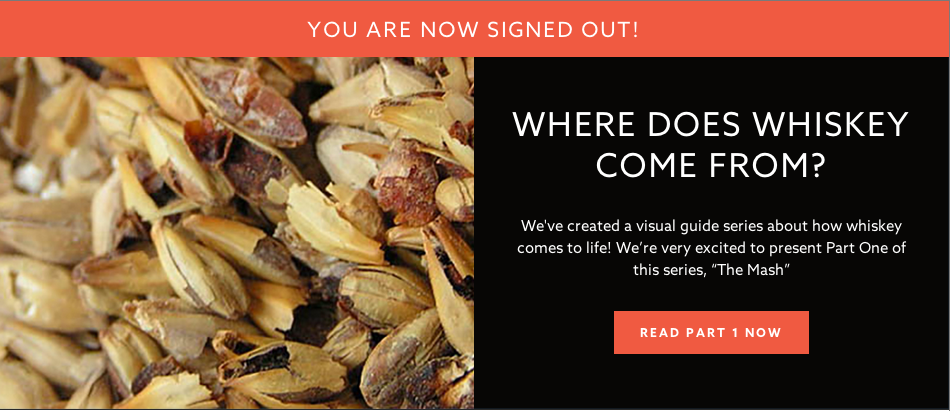 YOU ARE NOW SIGNED OUT!
WHERE DOES WHISKEY
COME FROM?
We've created a visual guide series about how whiskey
comes to life! We’re very excited to present Part One of
this series, “The Mash”
READ PART 1 NOW